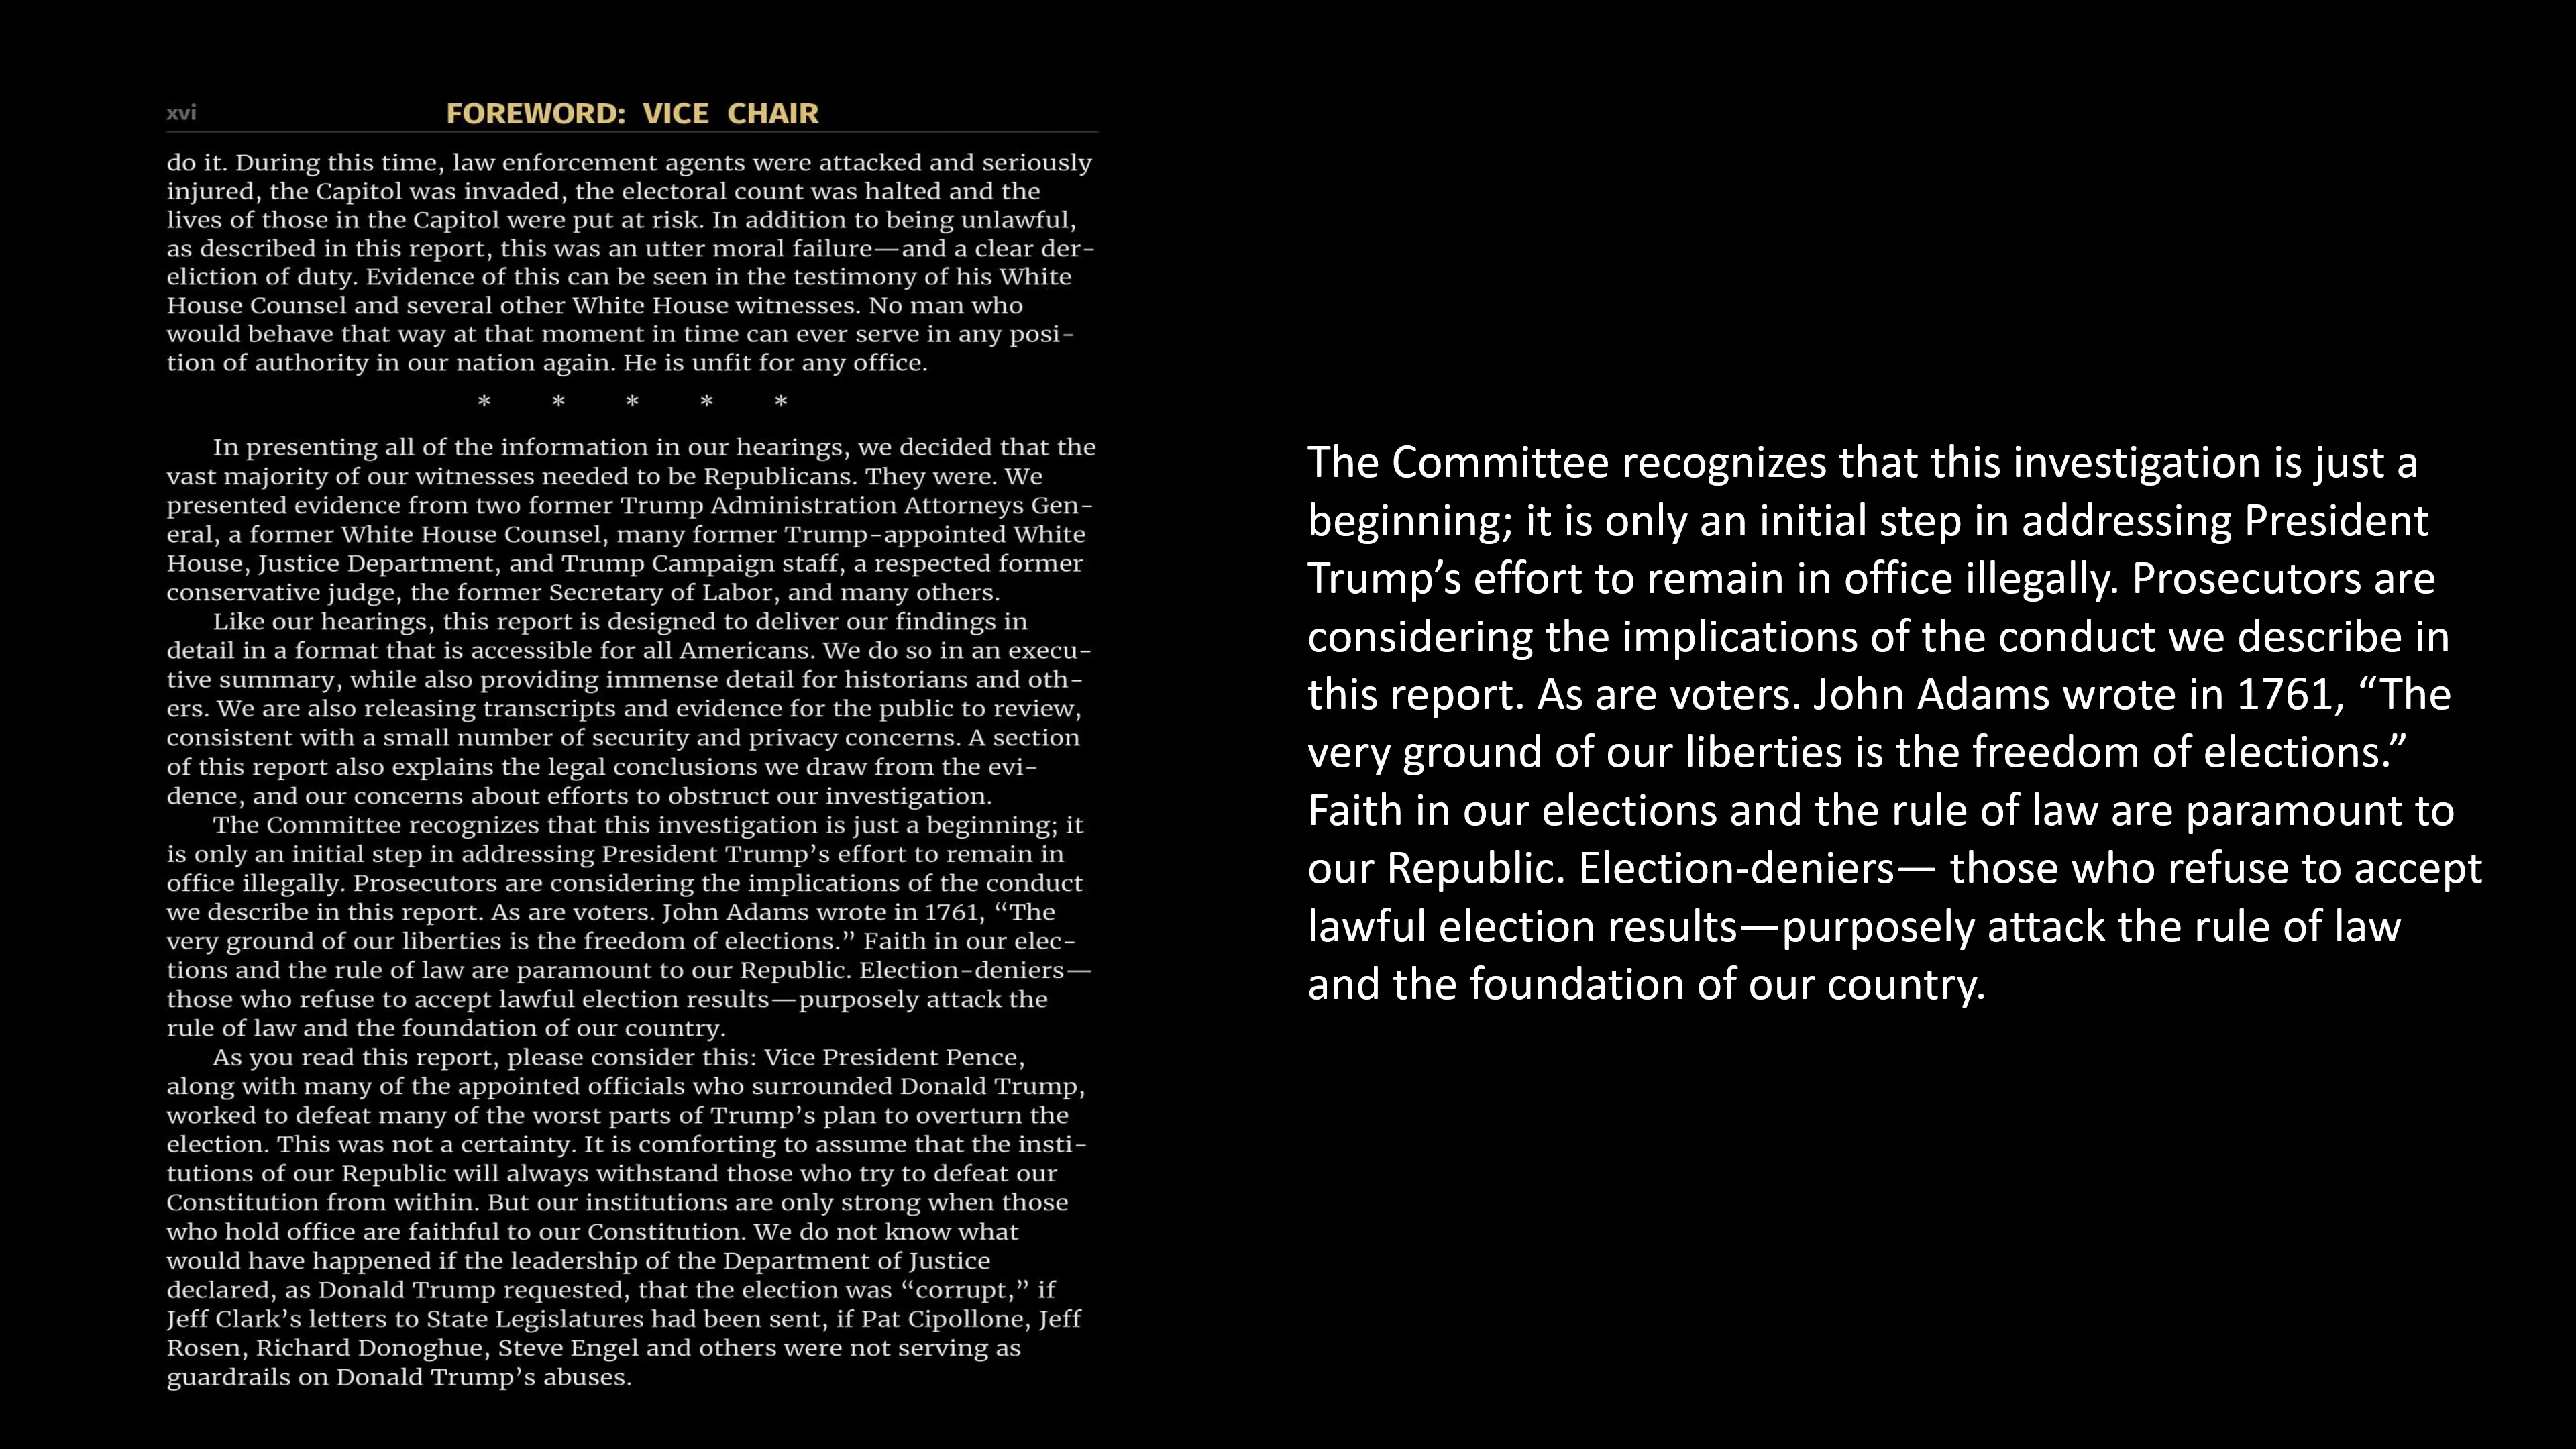 xvi
FOREWORD: VICE CHAIR
do it. During this time, law enforcement agents were attacked and seriously
injured, the Capitol was invaded, the electoral count was halted and the
lives of those in the Capitol were put at risk. In addition to being unlawful,
as described in this report, this was an utter moral failure—and a clear der-
eliction of duty. Evidence of this can be seen in the testimony of his White
House Counsel and several other White House witnesses. No man who
would behave that way at that moment in time can ever serve in any posi-
tion of authority in our nation again. He is unfit for any office.
* * * * *
In presenting all of the information in our hearings, we decided that the
vast majority of our witnesses needed to be Republicans. They were. We
presented evidence from two former Trump Administration Attorneys Gen-
eral, a former White House Counsel, many former Trump-appointed White
House, Justice Department, and Trump Campaign staff, a respected former
conservative judge, the former Secretary of Labor, and many others.
Like our hearings, this report is designed to deliver our findings in
detail in a format that is accessible for all Americans. We do so in an execu-
tive summary, while also providing immense detail for historians and oth-
ers. We are also releasing transcripts and evidence for the public to review,
consistent with a small number of security and privacy concerns. A section
of this report also explains the legal conclusions we draw from the evi-
dence, and our concerns about efforts to obstruct our investigation.
The Committee recognizes that this investigation is just a beginning; it
is only an initial step in addressing President Trump’s effort to remain in
office illegally. Prosecutors are considering the implications of the conduct
we describe in this report. As are voters. John Adams wrote in 1761, “The
very ground of our liberties is the freedom of elections.” Faith in our elec-
tions and the rule of law are paramount to our Republic. Election-deniers—
those who refuse to accept lawful election results—purposely attack the
rule of law and the foundation of our country.
As you read this report, please consider this: Vice President Pence,
along with many of the appointed officials who surrounded Donald Trump,
worked to defeat many of the worst parts of Trump’s plan to overturn the
election. This was not a certainty. It is comforting to assume that the insti-
tutions of our Republic will always withstand those who try to defeat our
Constitution from within. But our institutions are only strong when those
who hold office are faithful to our Constitution. We do not know what
would have happened if the leadership of the Department of Justice
declared, as Donald Trump requested, that the election was “corrupt,” if
Jeff Clark’s letters to State Legislatures had been sent, if Pat Cipollone, Jeff
Rosen, Richard Donoghue, Steve Engel and others were not serving as
guardrails on Donald Trump’s abuses.
The Committee recognizes that this investigation is just a
beginning; it is only an initial step in addressing President
Trump’s effort to remain in office illegally. Prosecutors are
considering the implications of the conduct we describe in
this report. As are voters. John Adams wrote in 1761, “The
very ground of our liberties is the freedom of elections.”
Faith in our elections and the rule of law are paramount to
our Republic. Election-deniers— those who refuse to accept
lawful election results—purposely attack the rule of law
and the foundation of our country.